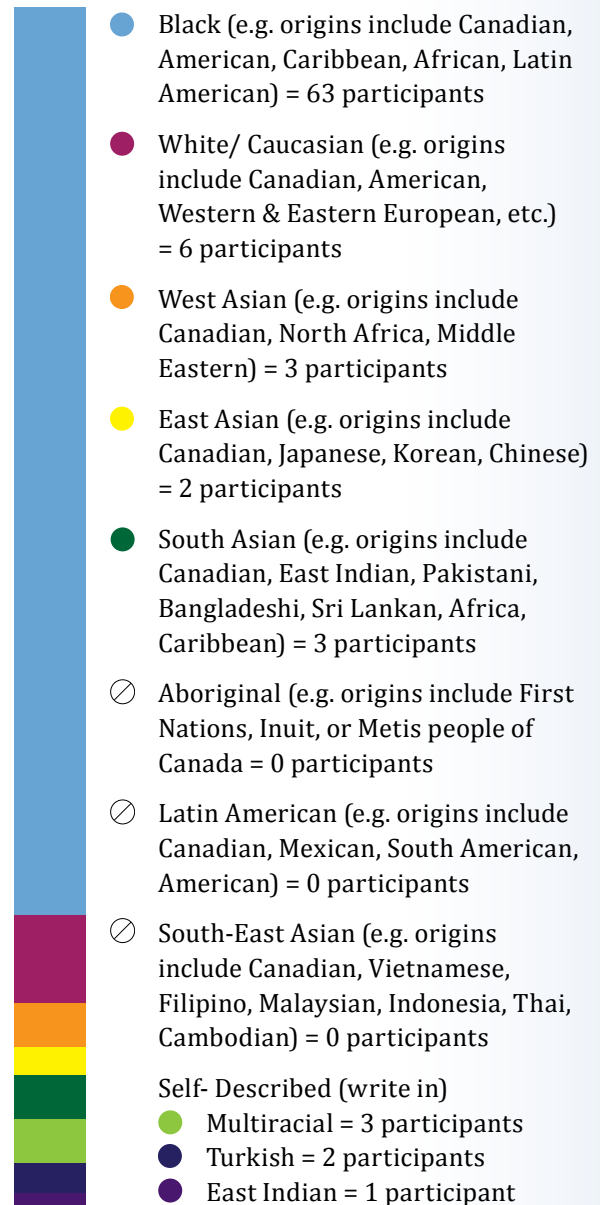 Black (e.g. origins include Canadian,
American, Caribbean, African, Latin
American) = 63 participants
White/ Caucasian (e.g. origins
include Canadian, American,
Western & Eastern European, etc.)
= 6 participants
West Asian (e.g. origins include
Canadian, North Africa, Middle
Eastern) = 3 participants
East Asian (e.g. origins include
Canadian, Japanese, Korean, Chinese)
= 2 participants
South Asian (e.g. origins include
Canadian, East Indian, Pakistani,
Bangladeshi, Sri Lankan, Africa,
Caribbean) = 3 participants
Aboriginal (e.g. origins include First
Nations, Inuit, or Metis people of
Canada = 0 participants
Latin American (e.g. origins include
Canadian, Mexican, South American,
American) = 0 participants
South-East Asian (e.g. origins
include Canadian, Vietnamese,
Filipino, Malaysian, Indonesia, Thai,
Cambodian) = 0 participants
Self- Described (write in)
Multiracial = 3 participants
Turkish = 2 participants
East Indian = 1 participant